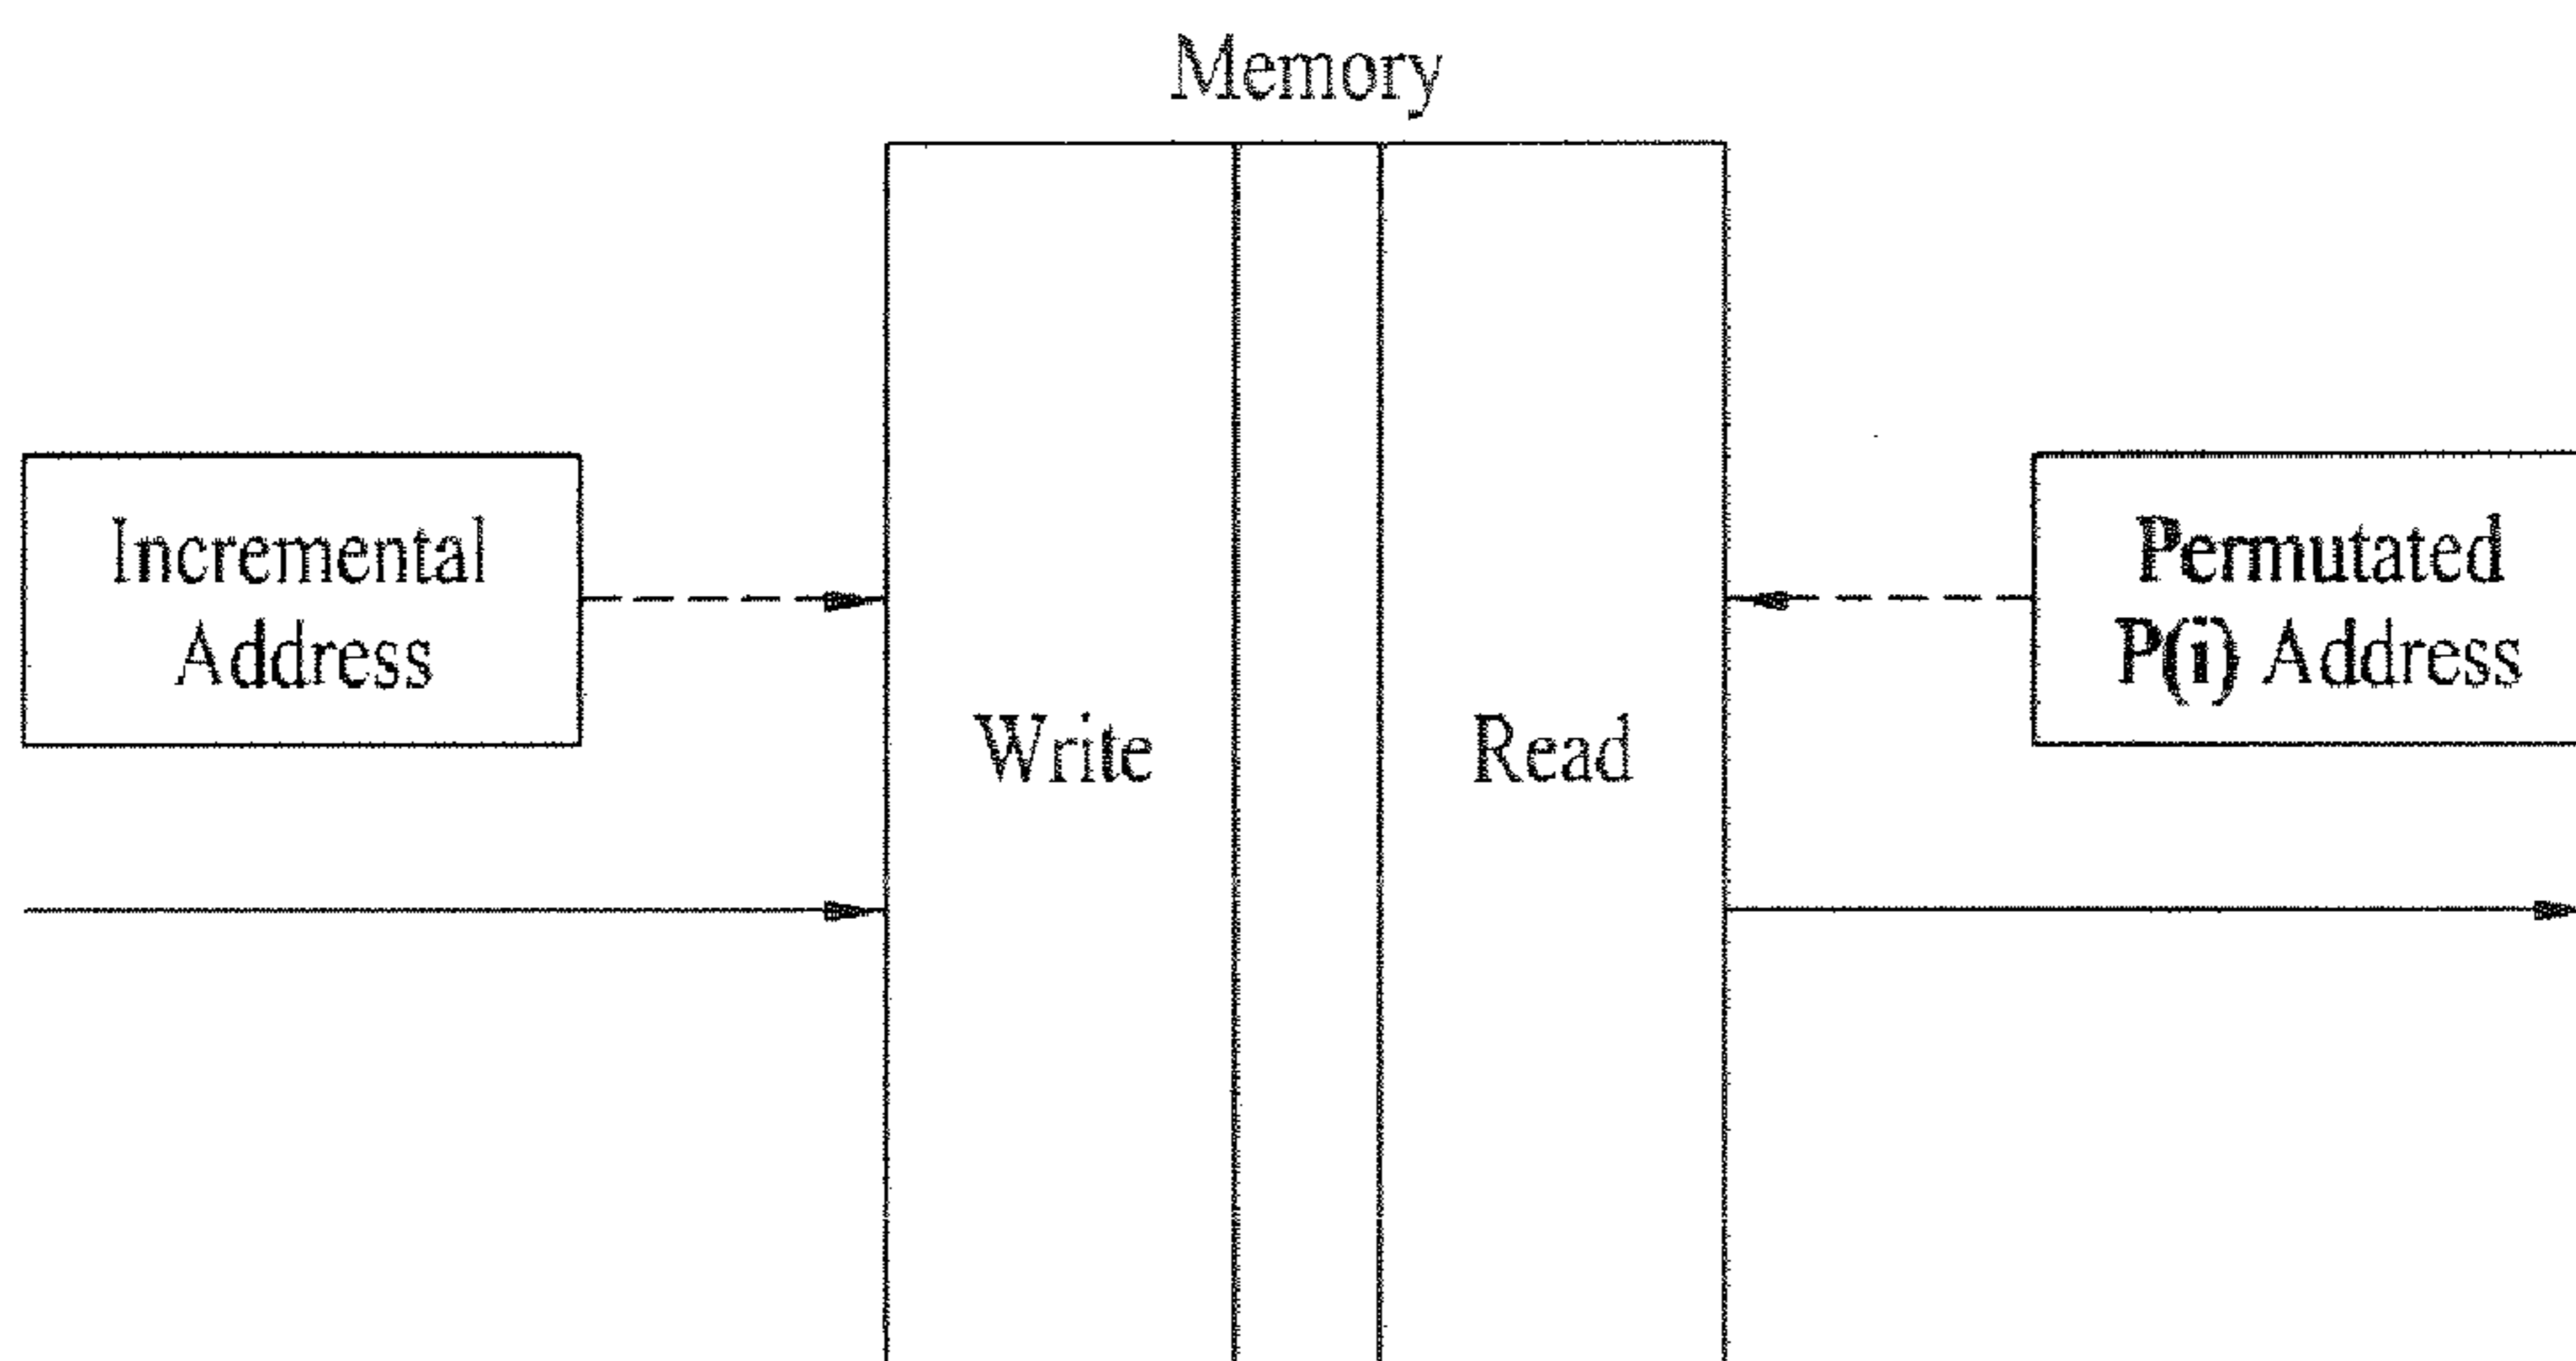 Memory
Incremental
Address
Write
Read
Permutated
P(i) Address